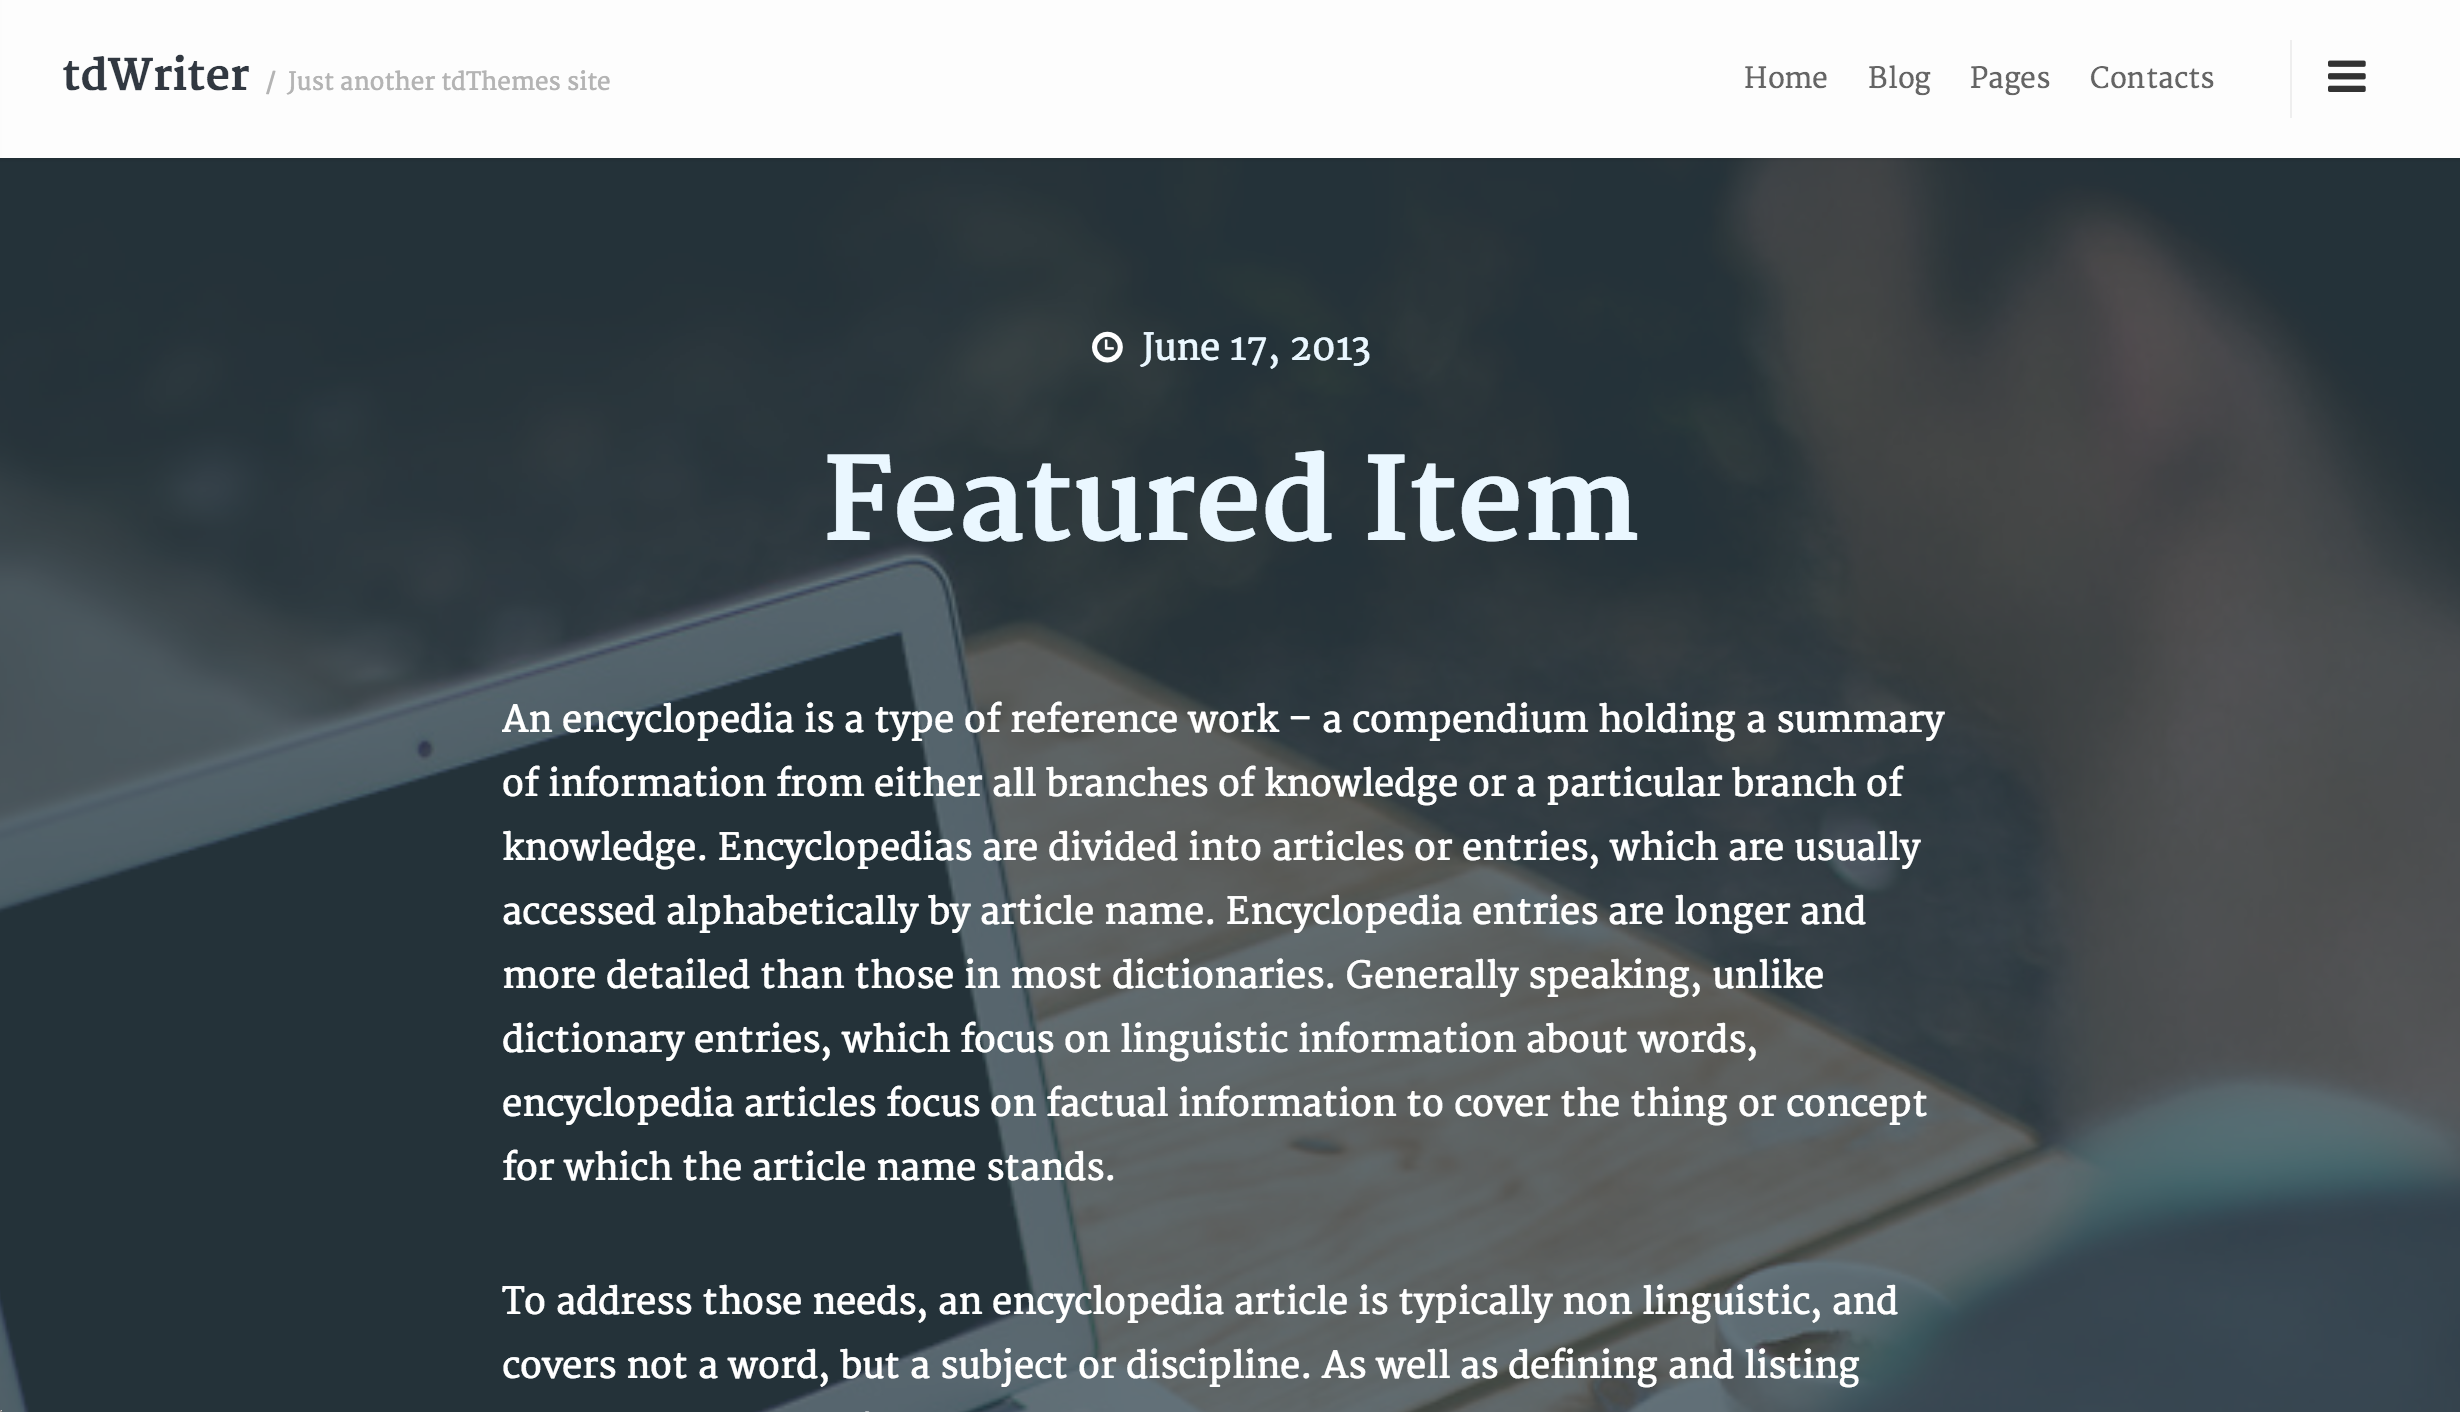 tdWriter / Just another tdThemes site
Home Blog Pages Contacts
June 17, 2013
Featured Item
An encyclopedia is a type of reference work – a compendium holding a summary
of information from either all branches of knowledge or a particular branch of
knowledge. Encyclopedias are divided into articles or entries, which are usually
accessed alphabetically by article name. Encyclopedia entries are longer and
more detailed than those in most dictionaries. Generally speaking, unlike
dictionary entries, which focus on linguistic information about words,
encyclopedia articles focus on factual information to cover the thing or concept
for which the article name stands.
To address those needs, an encyclopedia article is typically non linguistic, and
covers not a word, but a subject or discipline. As well as defining and listing